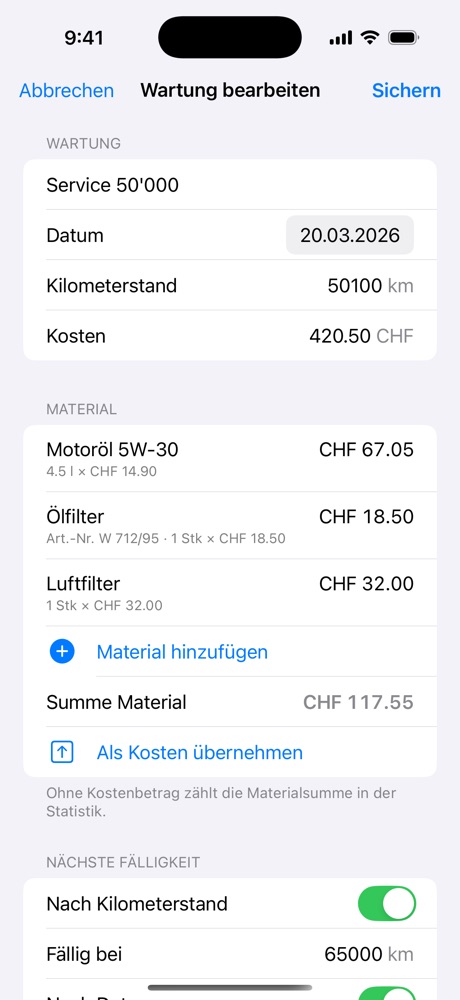 9:41
Abbrechen Wartung bearbeiten Sichern
WARTUNG
Service 50'000
Datum 20.03.2026
Kilometerstand 50100 km
Kosten 420.50 CHF
MATERIAL
Motoröl 5W-30 CHF 67.05
4.5 l × CHF 14.90
Ölfilter CHF 18.50
Art.-Nr. W 712/95 · 1 Stk × CHF 18.50
Luftfilter CHF 32.00
1 Stk × CHF 32.00
Material hinzufügen
Summe Material CHF 117.55
Als Kosten übernehmen
Ohne Kostenbetrag zählt die Materialsumme in der
Statistik.
NÄCHSTE FÄLLIGKEIT
Nach Kilometerstand
Fällig bei 65000 km